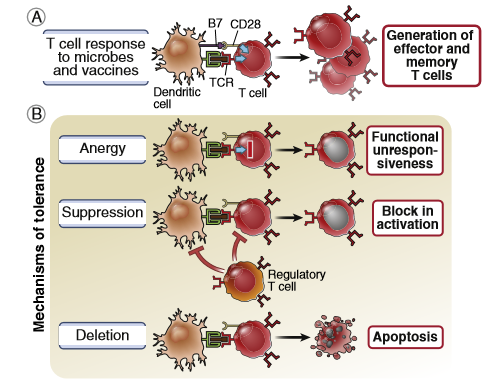 A
T cell response
to microbes
and vaccines
B7 CD28
TCR
Dendritic
cell
T cell
Generation of
effector and
memory
T cells
B
Mechanisms of tolerance
Anergy
Functional
unrespon-
siveness
Suppression
Block in
activation
Regulatory
T cell
Deletion
Apoptosis